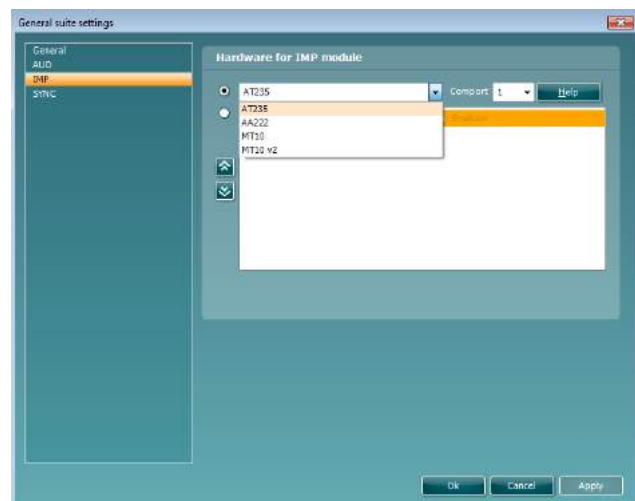 General suite settings
General
AUD
IMP
SYNC
Hardware for IMP module
AT235
Comport 1 Help
AT235
AA222
MT10
MT10 v2
Ok Cancel Apply